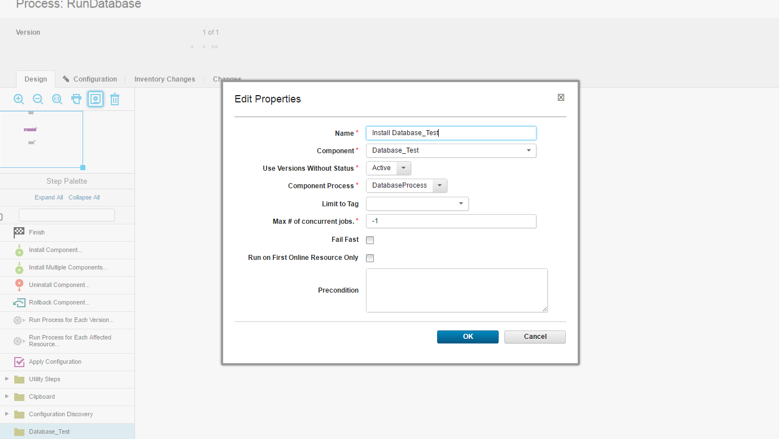 Process: RunDatabase
Version
1 of 1
Design
Configuration
Inventory Changes
Changes
Step Palette
Expand All Collapse All
Finish
Install Component...
Install Multiple Components...
Uninstall Component...
Rollback Component...
Run Process for Each Version...
Run Process for Each Affected
Resource...
Apply Configuration
Utility Steps
Clipboard
Configuration Discovery
Database_Test
Edit Properties
Name * Install Database_Test
Component * Database_Test
Use Versions Without Status * Active
Component Process * DatabaseProcess
Limit to Tag
Max # of concurrent jobs. * -1
Fail Fast
Run on First Online Resource Only
Precondition
OK Cancel